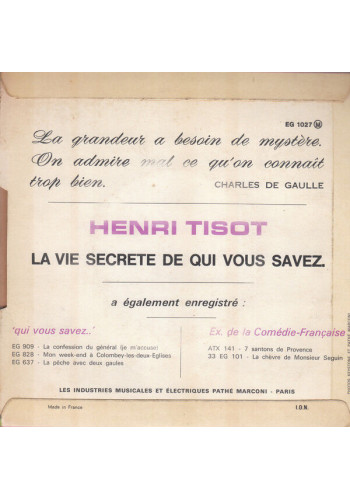 EG 1027 M
La grandeur a besoin de mystère.
On admire mal ce qu'on connaît
trop bien. CHARLES DE GAULLE
HENRI TISOT
LA VIE SECRETE DE QUI VOUS SAVEZ.
a également enregistré :
'qui vous savez..' Ex. de la Comédie-Française
EG 909 - La confession du général (je m'accuse) ATX 141 - 7 santons de Provence
EG 828 - Mon week-end à Colombey-les-deux-Eglises 33 EG 101 - La chèvre de Monsieur Seguin
EG 637 - La pêche avec deux gaules
LES INDUSTRIES MUSICALES ET ÉLECTRIQUES PATHÉ MARCONI - PARIS
Made in France I.D.N.